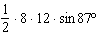 1/2 · 8 · 12 · sin 87°